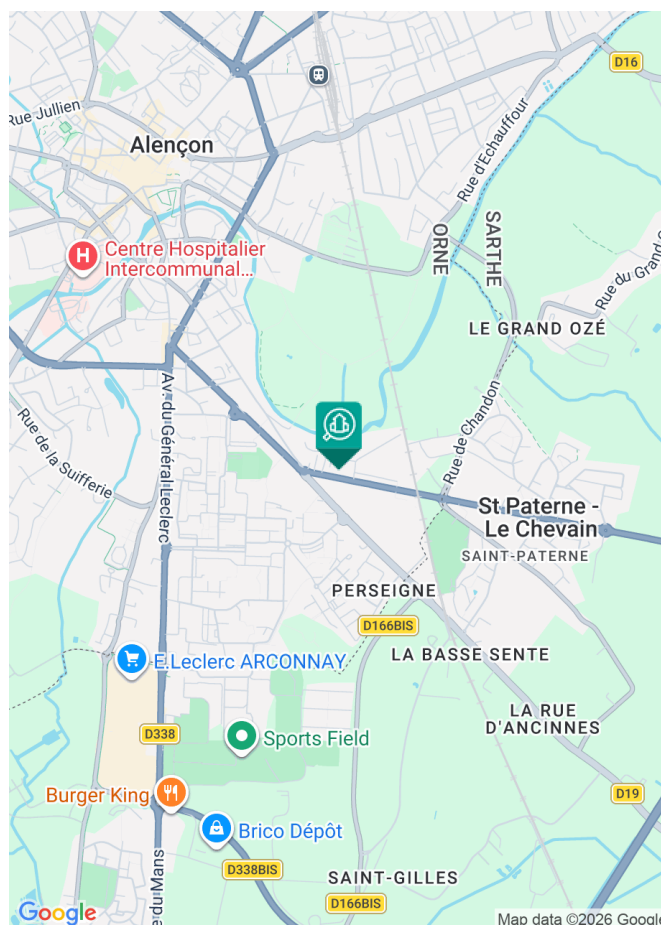 D16
Rue Jullien
Alençon
Rue d'Echauffour
ORNE
SARTHE
Centre Hospitalier
Intercommunal...
Rue du Grand
LE GRAND OZÉ
Av. du Général Leclerc
Rue de la Suifferie
Rue de Chandon
St Paterne -
Le Chevain
SAINT-PATERNE
PERSEIGNE
D166BIS
LA BASSE SENTE
E.Leclerc ARCONNAY
LA RUE
D'ANCINNES
D338
Sports Field
Burger King
D19
Brico Dépôt
D338BIS
SAINT-GILLES
D166BIS
e du Mans
Google
Map data ©2026 Google